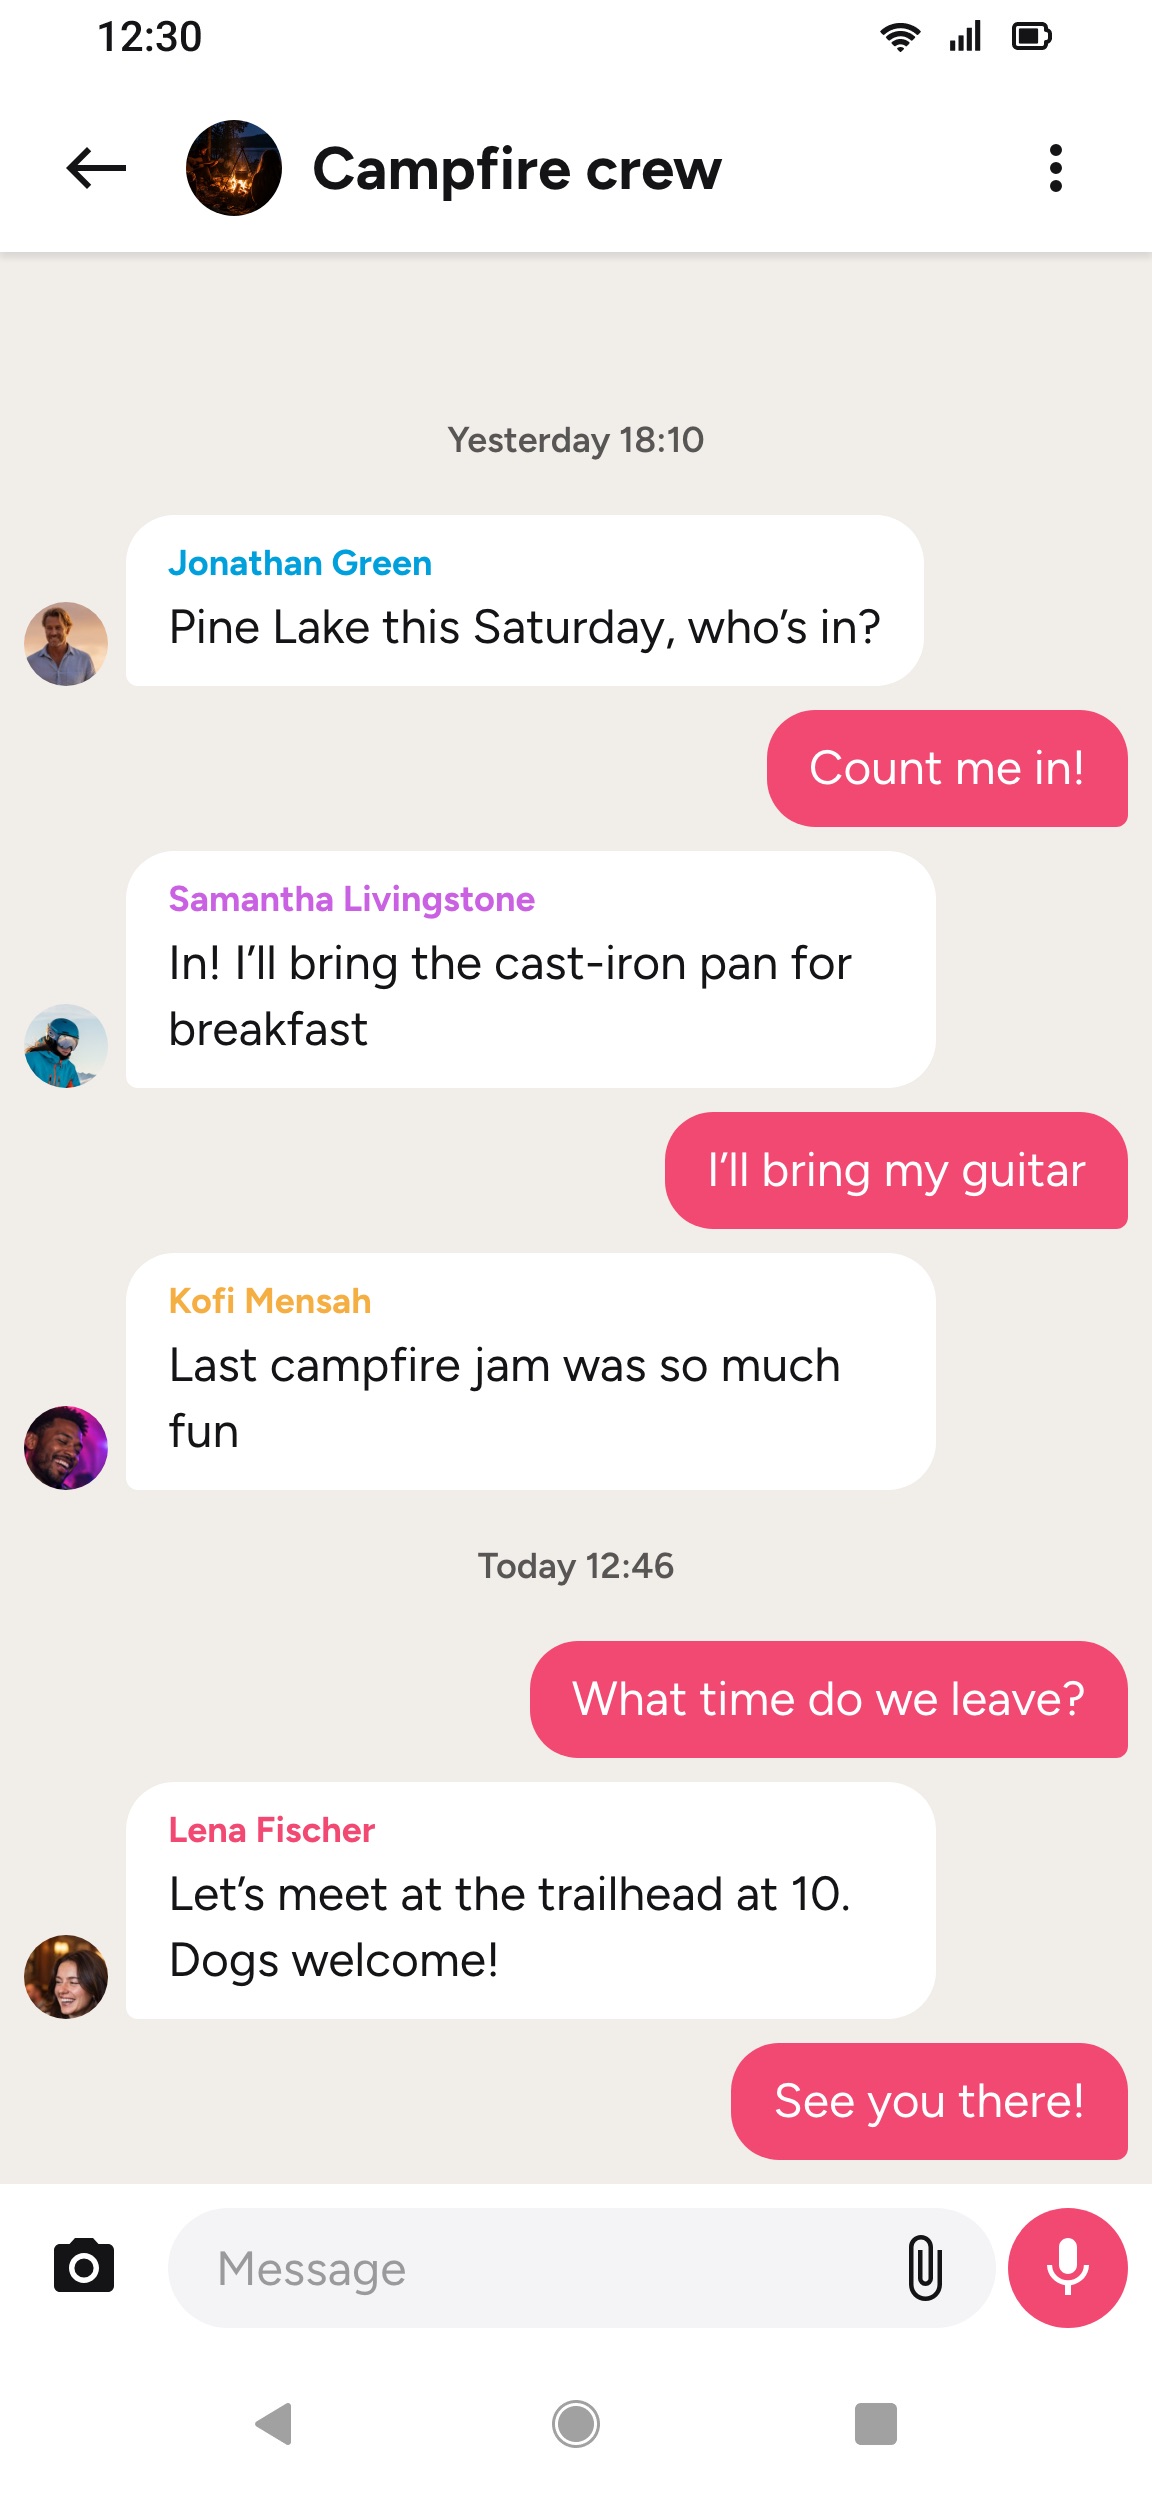 12:30
Campfire crew
Yesterday 18:10
Jonathan Green
Pine Lake this Saturday, who’s in?
Count me in!
Samantha Livingstone
In! I’ll bring the cast-iron pan for
breakfast
I’ll bring my guitar
Kofi Mensah
Last campfire jam was so much
fun
Today 12:46
What time do we leave?
Lena Fischer
Let’s meet at the trailhead at 10.
Dogs welcome!
See you there!
Message